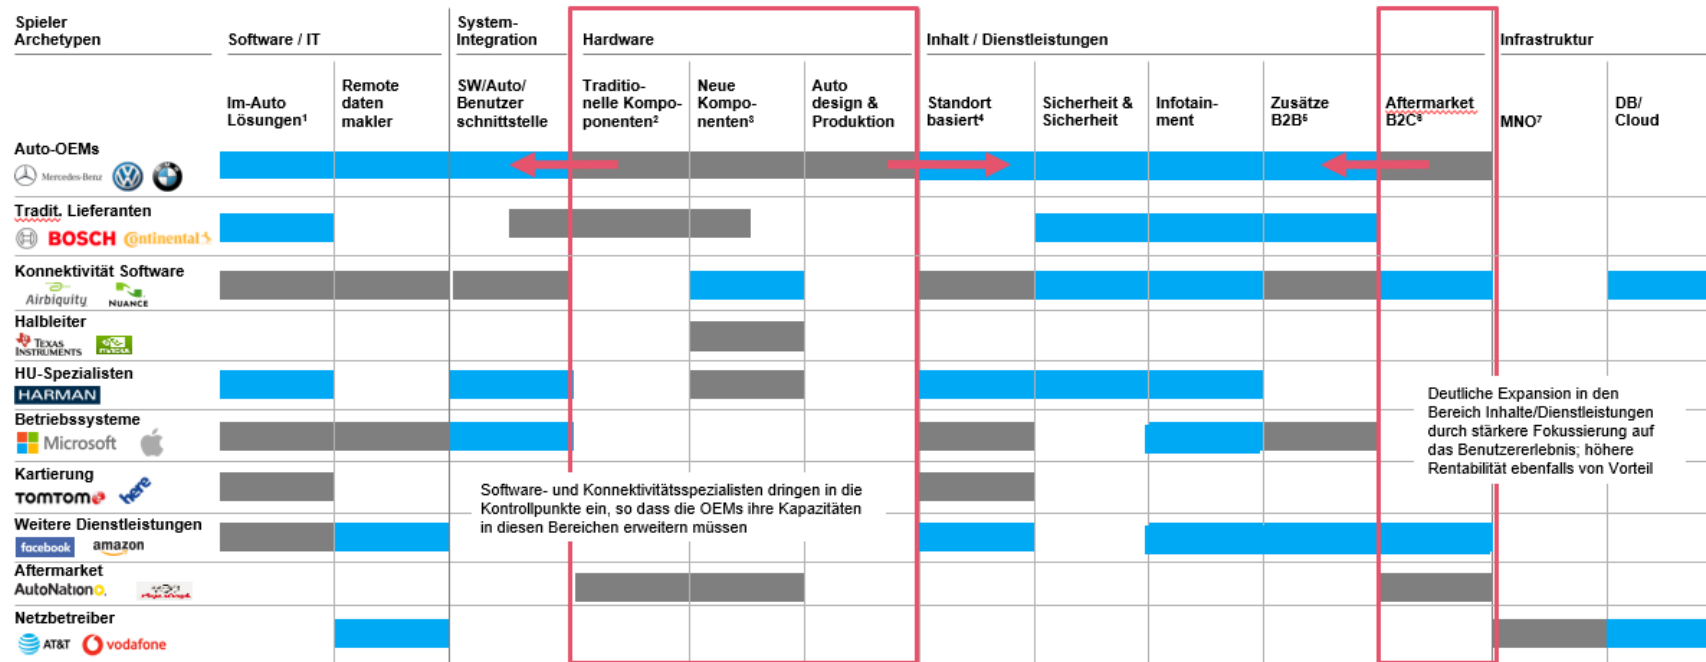 Spieler
Archetypen
Software / IT
System-
Integration
Hardware
Inhalt / Dienstleistungen
Infrastruktur
Im-Auto
Lösungen¹
Remote
daten
makler
SW/Auto/
Benutzer
schnittstelle
Traditio-
nelle Kompo-
ponenten²
Neue
Kompo-
nenten³
Auto
design &
Produktion
Standort
basiert⁴
Sicherheit &
Sicherheit
Infotain-
ment
Zusätze
B2B⁵
Aftermarket
B2C⁶
MNO⁷
DB/
Cloud
Auto-OEMs
Mercedes-Benz
Tradit. Lieferanten
BOSCH Continental
Konnektivität Software
Airbiquity NUANCE
Halbleiter
TEXAS
INSTRUMENTS
HU-Spezialisten
HARMAN
Deutliche Expansion in den
Bereich Inhalte/Dienstleistungen
durch stärkere Fokussierung auf
das Benutzererlebnis; höhere
Rentabilität ebenfalls von Vorteil
Betriebssysteme
Microsoft
Kartierung
TOMTOM here
Software- und Konnektivitätsspezialisten dringen in die
Kontrollpunkte ein, so dass die OEMs ihre Kapazitäten
in diesen Bereichen erweitern müssen
Weitere Dienstleistungen
facebook amazon
Aftermarket
AutoNation
Netzbetreiber
AT&T vodafone